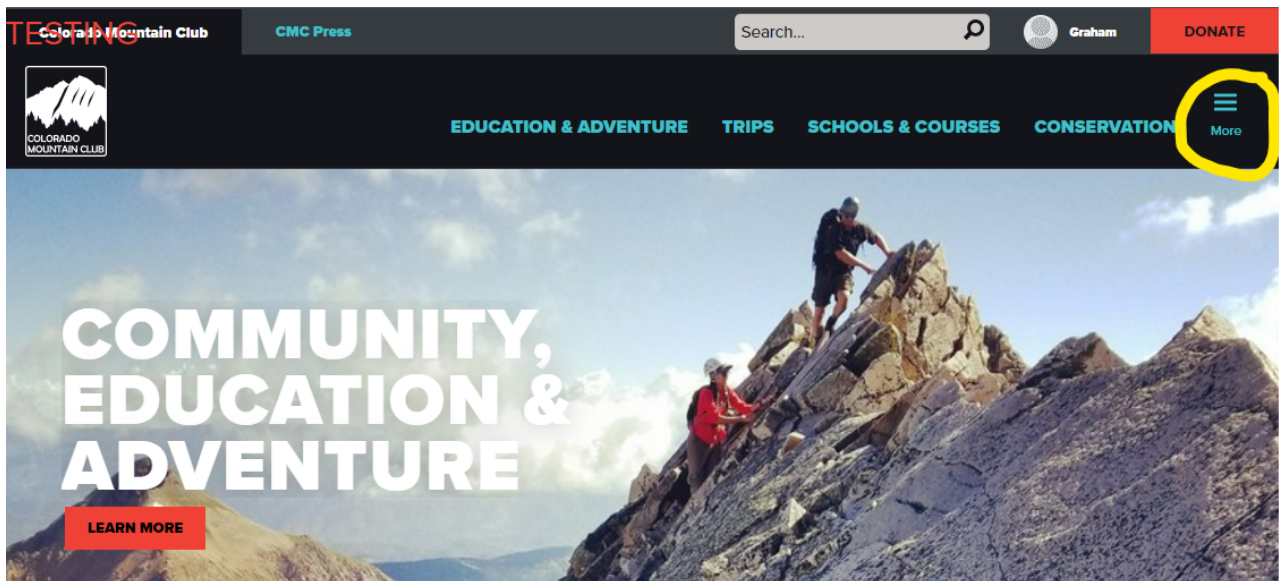 TESTING
Colorado Mountain Club
CMC Press
Search...
Graham
DONATE
COLORADO
MOUNTAIN CLUB
EDUCATION & ADVENTURE TRIPS SCHOOLS & COURSES CONSERVATION
More
COMMUNITY,
EDUCATION &
ADVENTURE
LEARN MORE